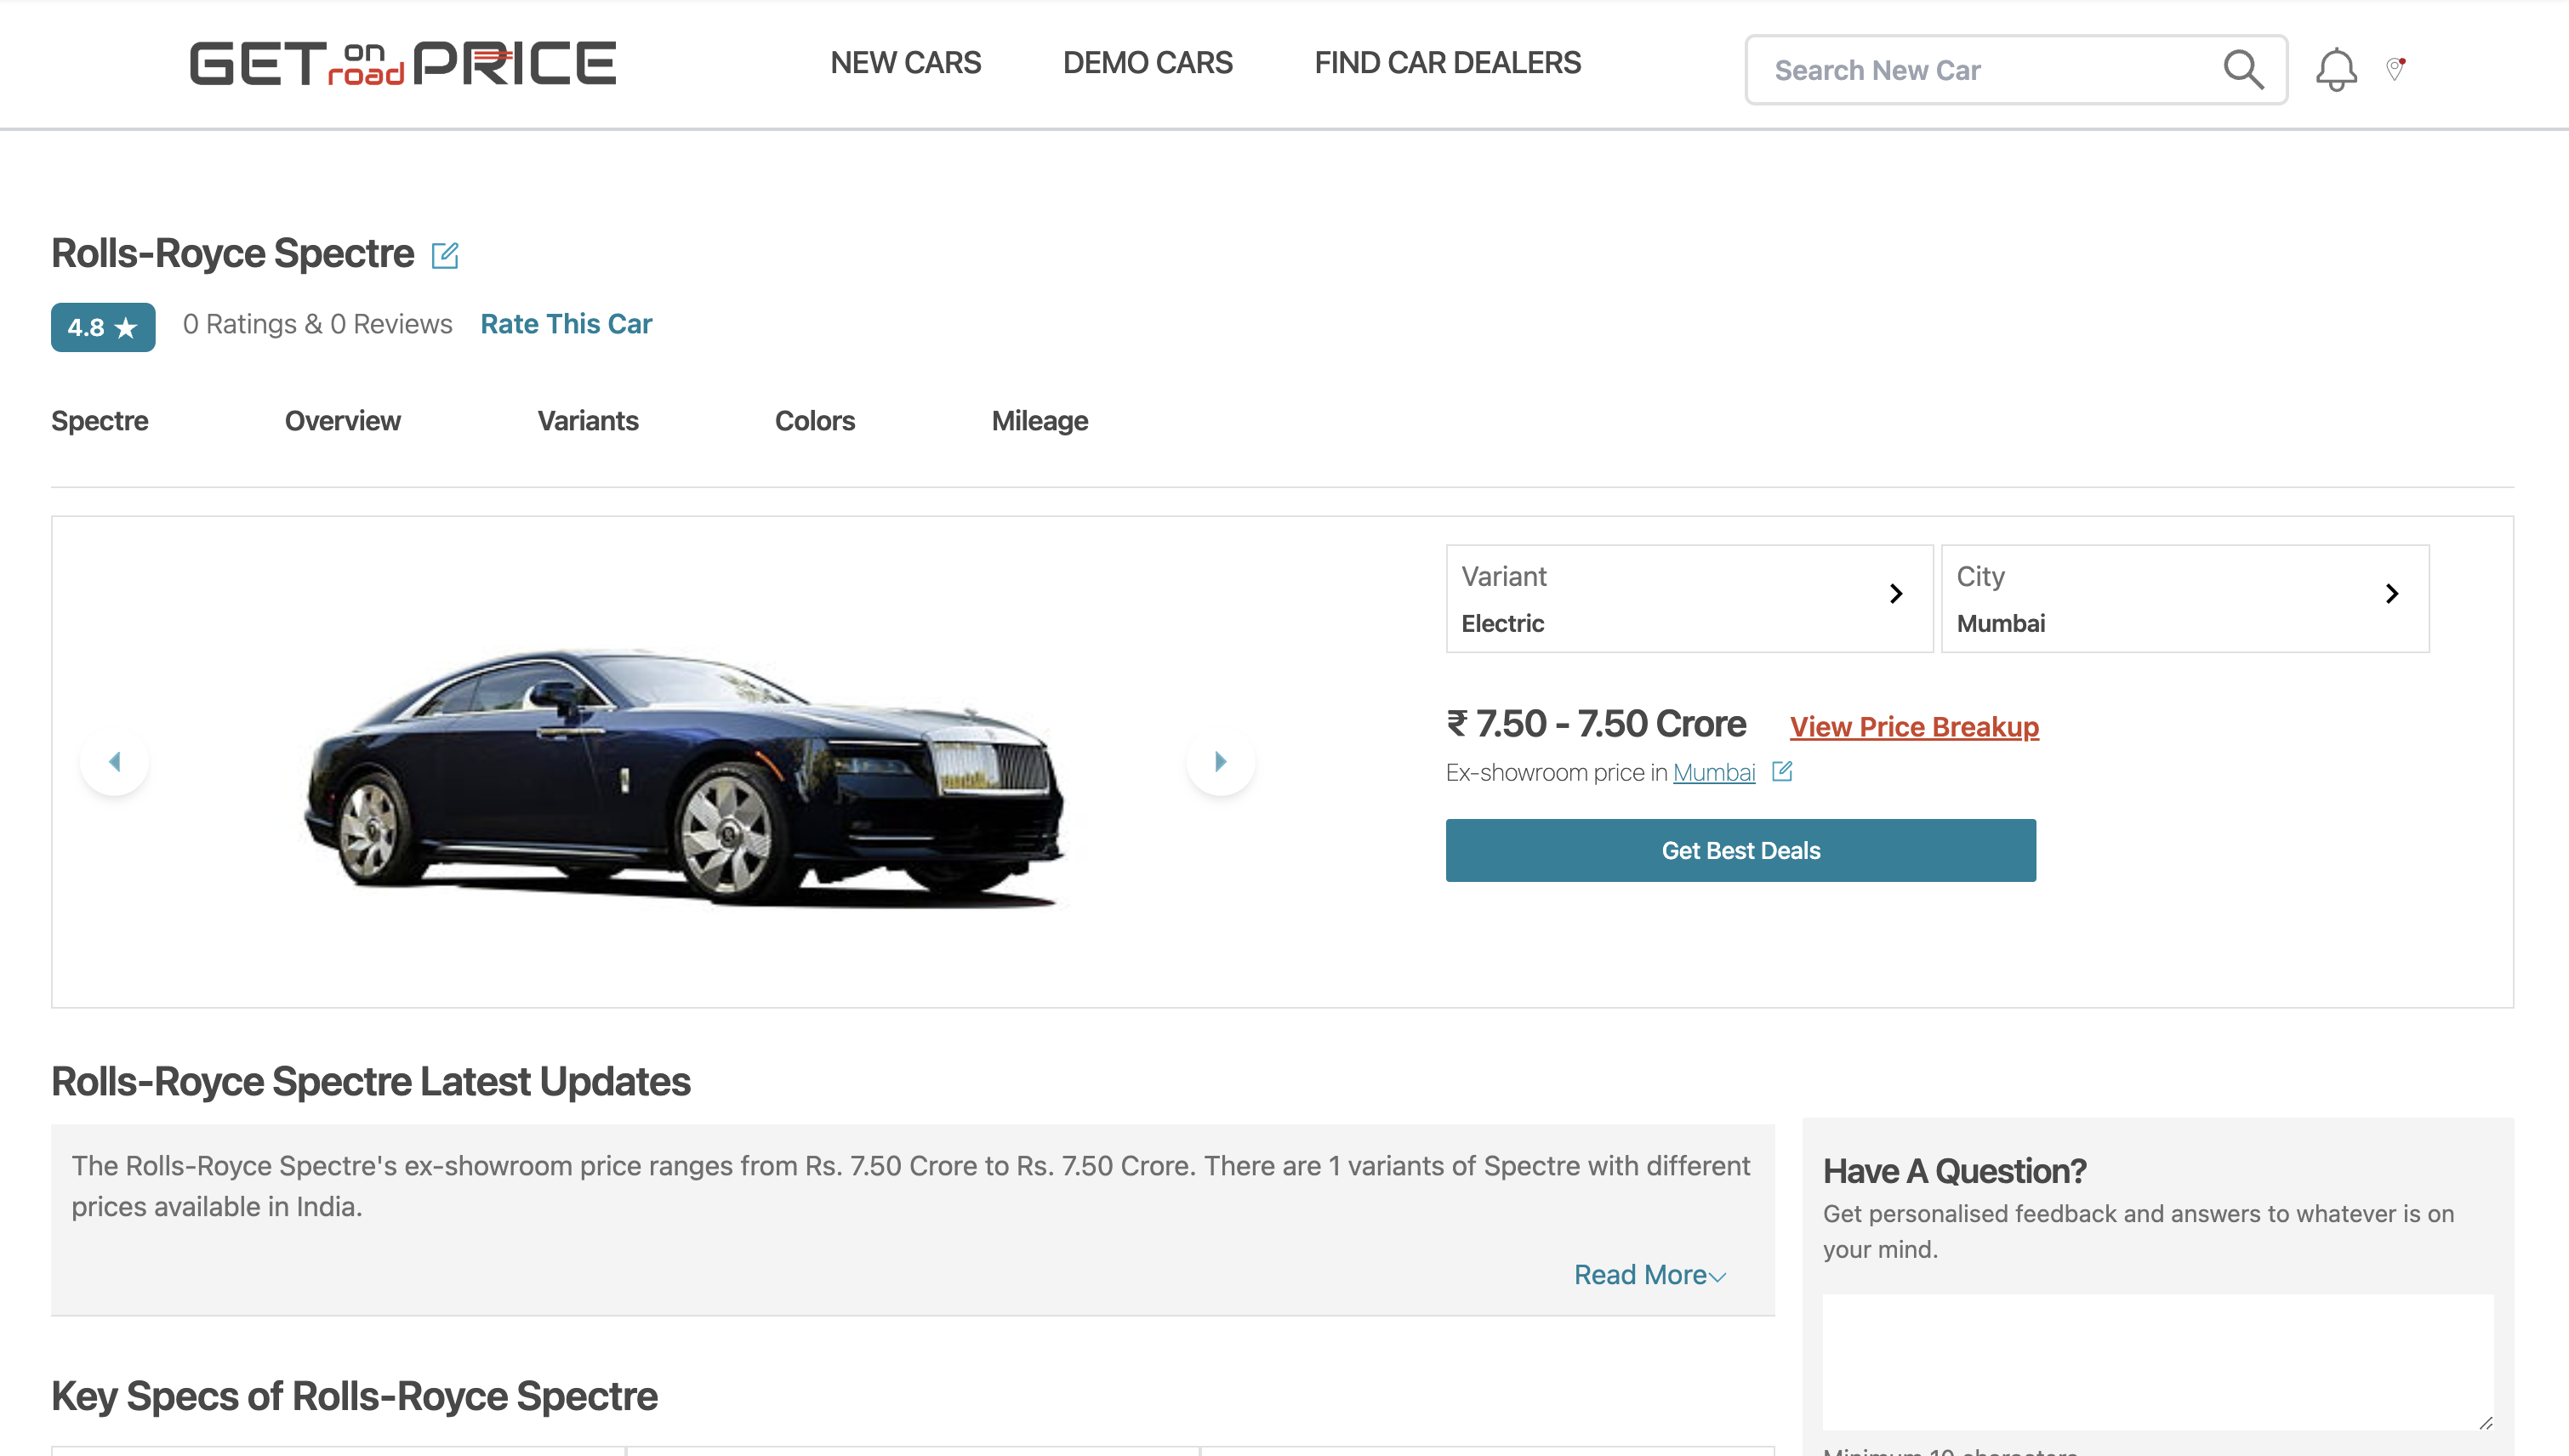 GET on road PRICE
NEW CARS
DEMO CARS
FIND CAR DEALERS
Search New Car
Rolls-Royce Spectre
4.8 ★
0 Ratings & 0 Reviews
Rate This Car
Spectre
Overview
Variants
Colors
Mileage
Variant
Electric
City
Mumbai
₹ 7.50 - 7.50 Crore
View Price Breakup
Ex-showroom price in Mumbai
Get Best Deals
Rolls-Royce Spectre Latest Updates
The Rolls-Royce Spectre's ex-showroom price ranges from Rs. 7.50 Crore to Rs. 7.50 Crore. There are 1 variants of Spectre with different
prices available in India.
Read More
Have A Question?
Get personalised feedback and answers to whatever is on
your mind.
Key Specs of Rolls-Royce Spectre
Minimum 10 characters